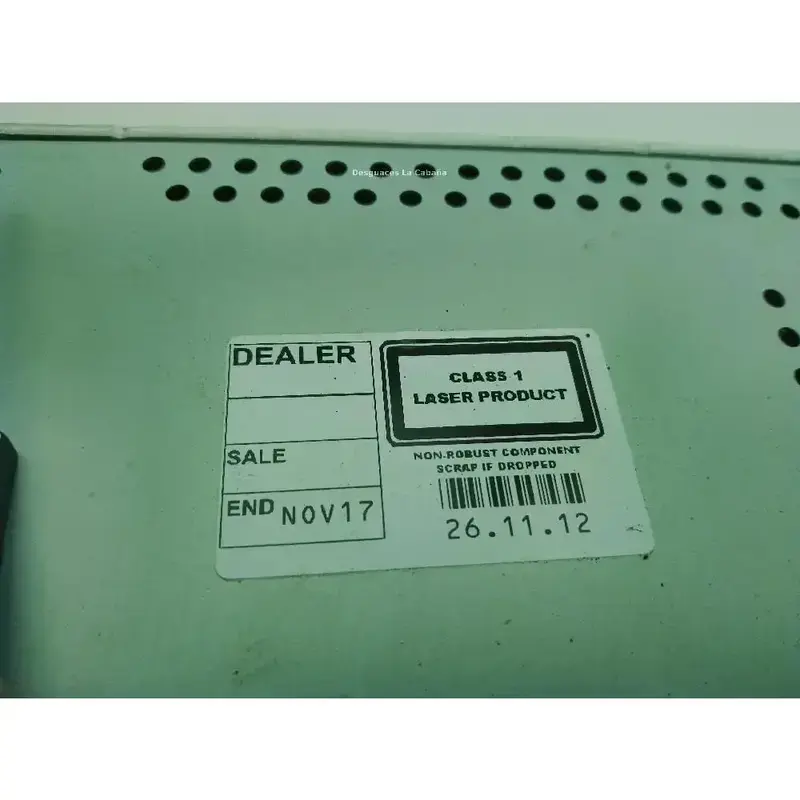 Desguaces La Cabaña
DEALER
SALE
END NOV17
CLASS 1
LASER PRODUCT
NON-ROBUST COMPONENT
SCRAP IF DROPPED
26.11.12